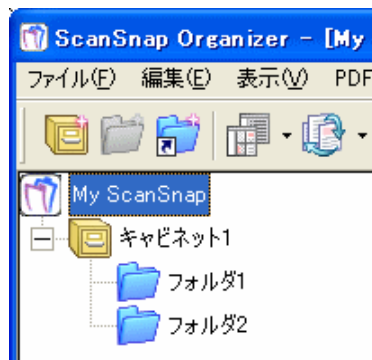 ScanSnap Organizer - [My
ファイル(F) 編集(E) 表示(V) PDF
My ScanSnap
キャビネット1
フォルダ1
フォルダ2